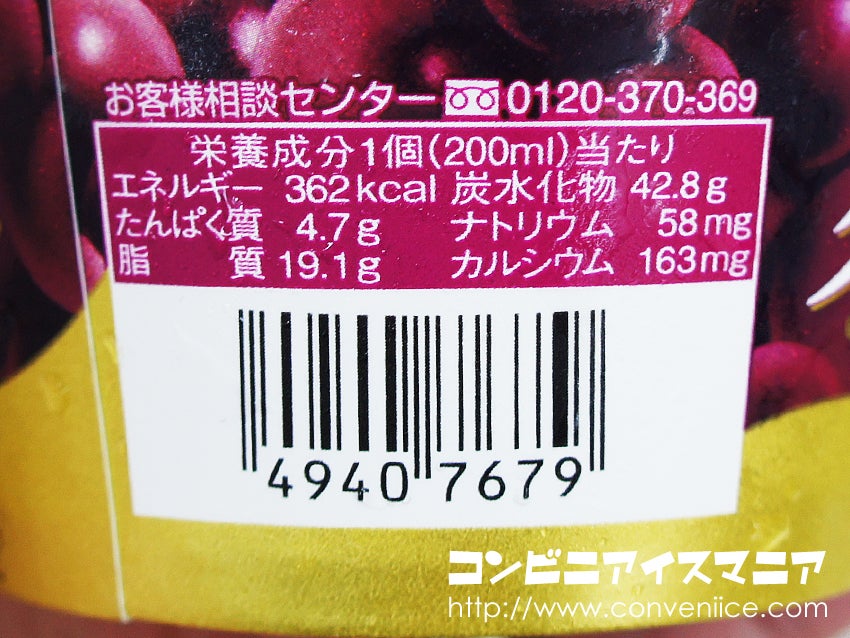 お客様相談センター 0120-370-369
栄養成分1個(200ml)当たり
エネルギー 362kcal 炭水化物 42.8g
たんぱく質 4.7g ナトリウム 58mg
脂質 19.1g カルシウム 163mg
4940 7679
コンビニアイスマニア
http://www.conveniice.com/